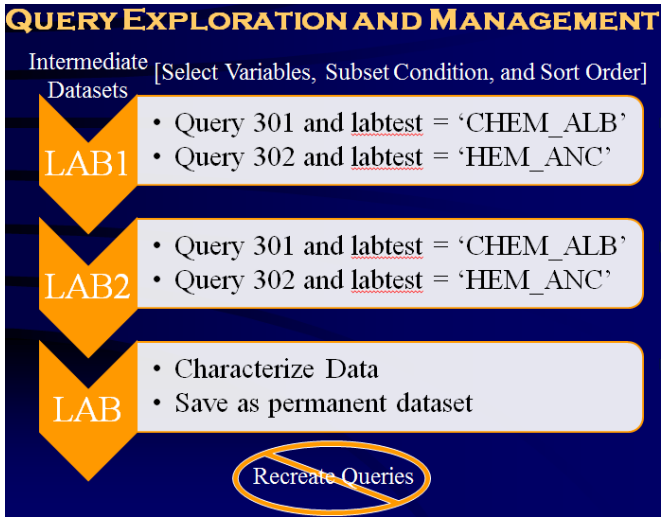 QUERY EXPLORATION AND MANAGEMENT
Intermediate
Datasets
[Select Variables, Subset Condition, and Sort Order]
LAB1
• Query 301 and labtest = ‘CHEM_ALB’
• Query 302 and labtest = ‘HEM_ANC’
LAB2
• Query 301 and labtest = ‘CHEM_ALB’
• Query 302 and labtest = ‘HEM_ANC’
LAB
• Characterize Data
• Save as permanent dataset
Recreate Queries